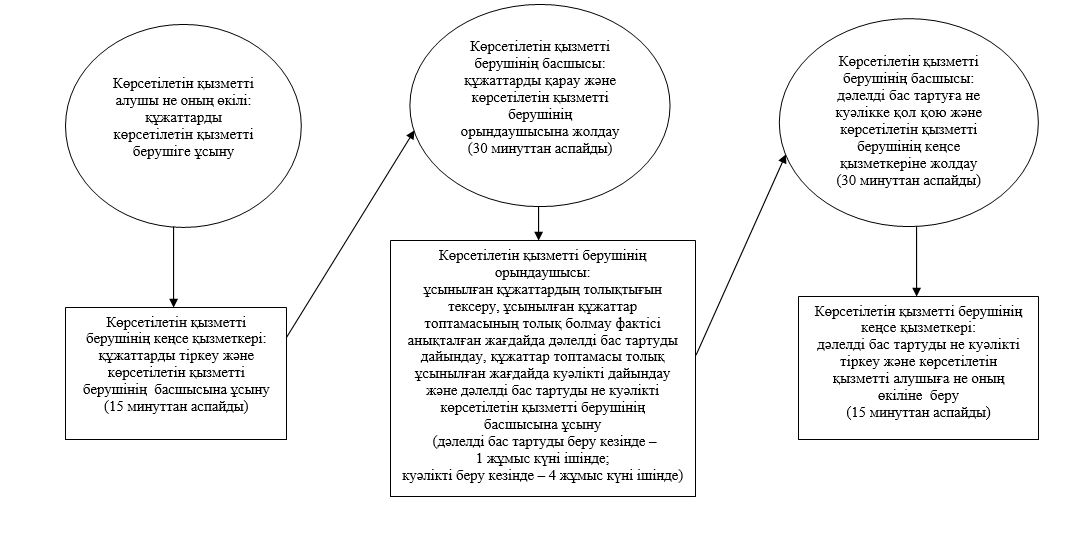 Көрсетілетін қызметті
алушы не оның өкілі:
құжаттарды
көрсетілетін қызметті
берушіге ұсыну
Көрсетілетін қызметті
берушінің кеңсе қызметкері:
құжаттарды тіркеу және
көрсетілетін қызметті
берушінің басшысына ұсыну
(15 минуттан аспайды)
Көрсетілетін қызметті
берушінің басшысы:
құжаттарды қарау және
көрсетілетін қызметті
берушінің
орындаушысына жолдау
(30 минуттан аспайды)
Көрсетілетін қызметті берушінің
орындаушысы:
ұсынылған құжаттардың толықтығын
тексеру, ұсынылған құжаттар
топтамасының толық болмау фактісі
анықталған жағдайда дәлелді бас тартуды
дайындау, құжаттар топтамасы толық
ұсынылған жағдайда куәлікті дайындау
және дәлелді бас тартуды не куәлікті
көрсетілетін қызметті берушінің
басшысына ұсыну
(дәлелді бас тартуды беру кезінде –
1 жұмыс күні ішінде;
куәлікті беру кезінде – 4 жұмыс күні ішінде)
Көрсетілетін қызметті
берушінің басшысы:
дәлелді бас тартуға не
куәлікке қол қою және
көрсетілетін қызметті
берушінің кеңсе
қызметкеріне жолдау
(30 минуттан аспайды)
Көрсетілетін қызметті берушінің
кеңсе қызметкері:
дәлелді бас тартуды не куәлікті
тіркеу және көрсетілетін
қызметті алушыға не оның
өкіліне беру
(15 минуттан аспайды)